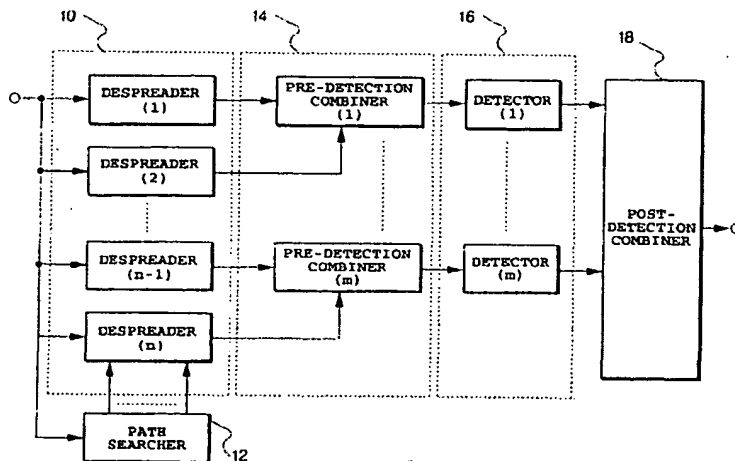 10
14
16
18
DESPREADER
(1)
PRE-DETECTION
COMBINER
(1)
DETECTOR
(1)
DESPREADER
(2)
POST-
DETECTION
COMBINER
DESPREADER
(n-1)
PRE-DETECTION
COMBINER
(m)
DETECTOR
(m)
DESPREADER
(n)
PATH
SEARCHER
12